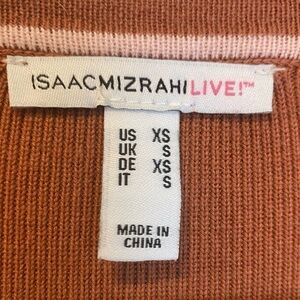 ISAACMIZRAHILIVE!™
US XS
UK S
DE XS
IT S
MADE IN
CHINA